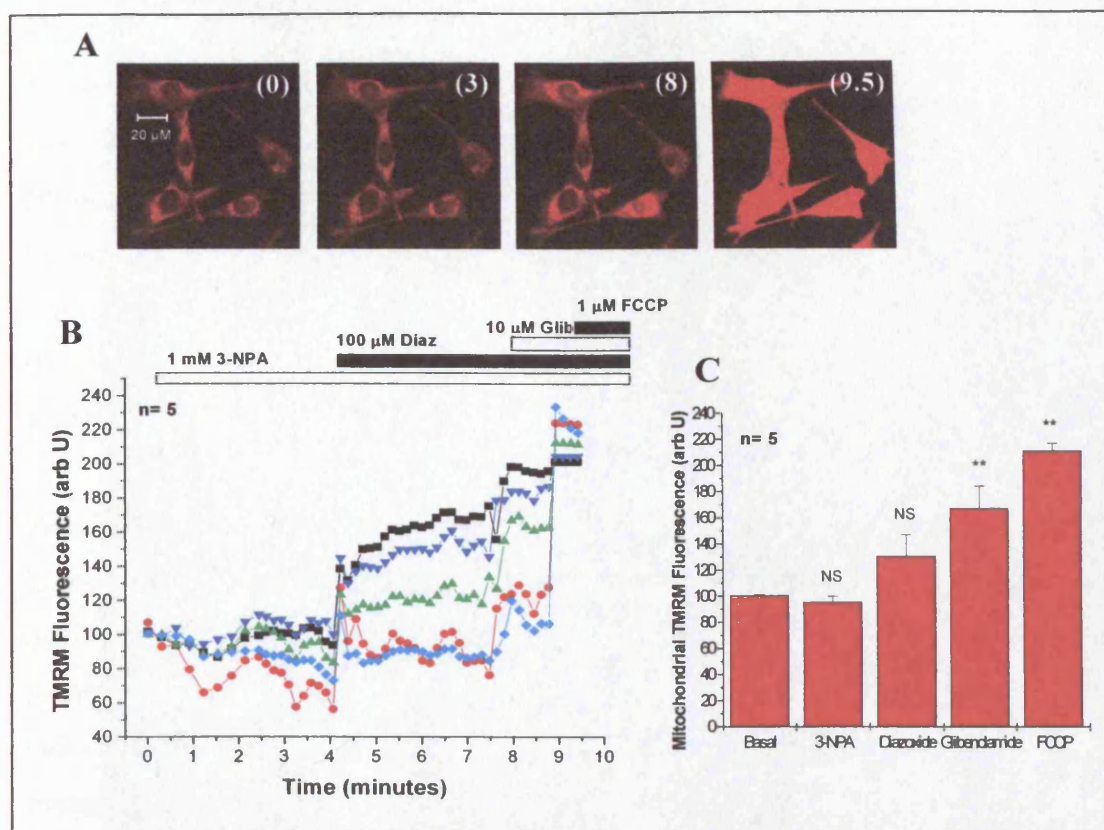 A
(0) (3) (8) (9.5)
20 µM
B
1 µM FCCP
10 µM Glib
100 µM Diaz
1 mM 3-NPA
n= 5
TMRM Fluorescence (arb U)
240
220
200
180
160
140
120
100
80
60
40
0 1 2 3 4 5 6 7 8 9 10
Time (minutes)
C
n= 5
Mitochondrial TMRM Fluorescence (arb U)
240
220
200
180
160
140
120
100
80
60
40
20
0
NS
NS
**
**
Basal 3-NPA Diazoxide Glibendamide FCCP